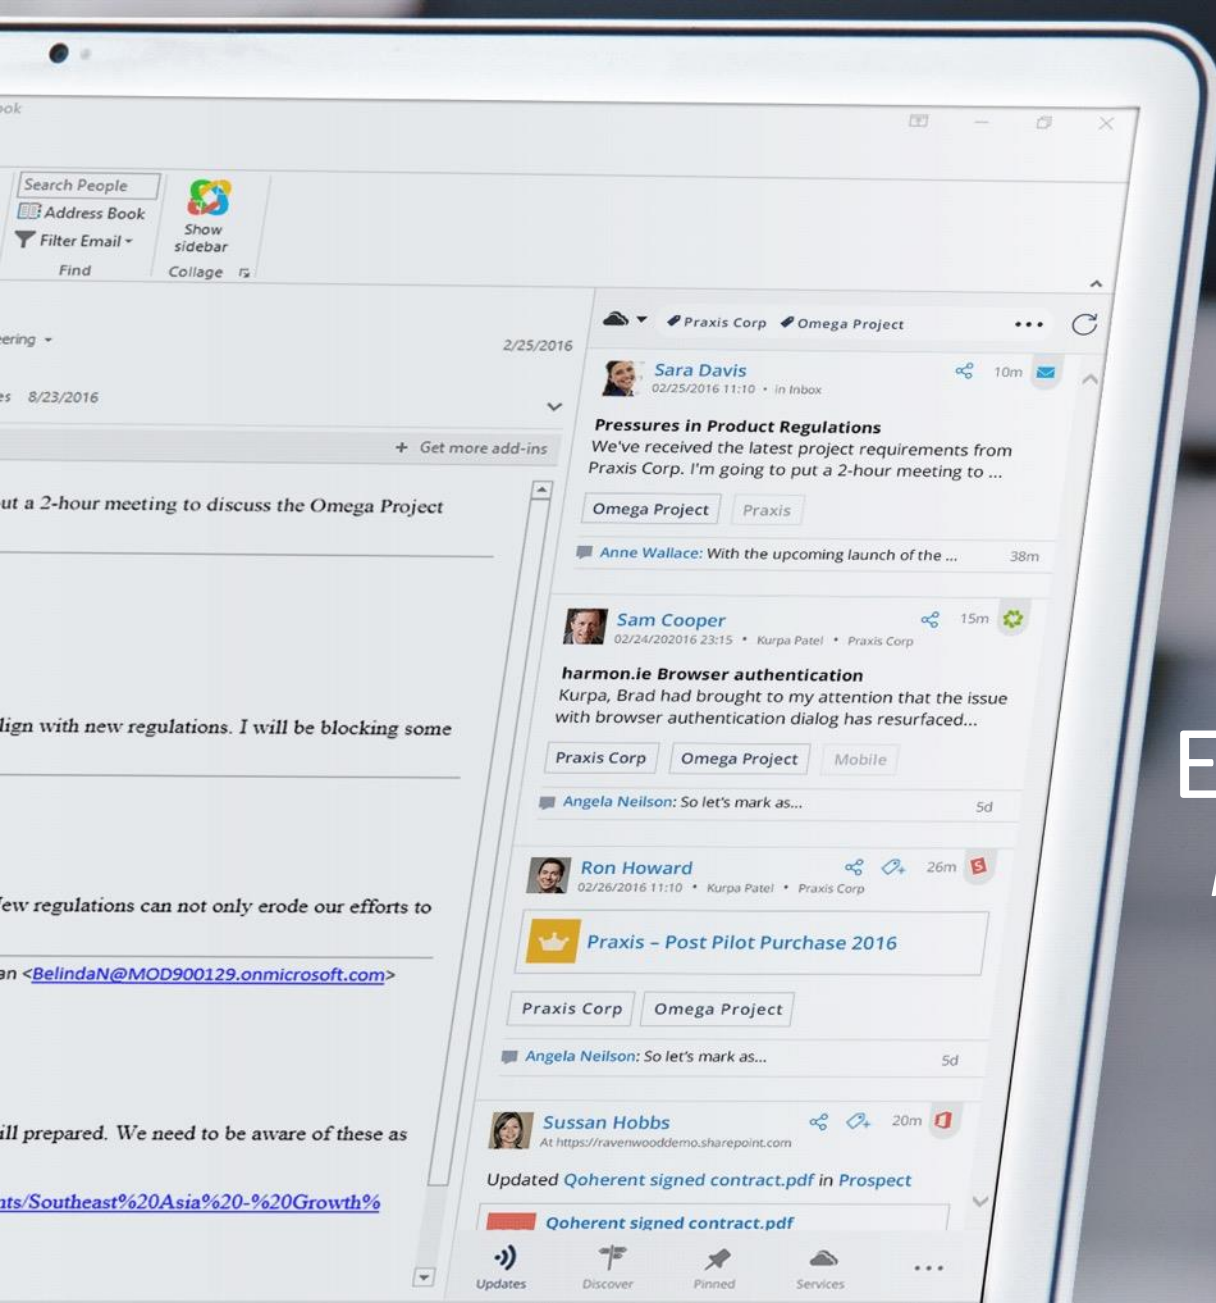 ook
Search People
Address Book
Filter Email
Find
Show
sidebar
Collage
eering
2/25/2016
es 8/23/2016
+ Get more add-ins
ut a 2-hour meeting to discuss the Omega Project
lign with new regulations. I will be blocking some
New regulations can not only erode our efforts to
an <BelindaN@MOD900129.onmicrosoft.com>
ill prepared. We need to be aware of these as
nts/Southeast%20Asia%20-%20Growth%
Praxis Corp Omega Project •••
Sara Davis 10m
02/25/2016 11:10 • in Inbox
Pressures in Product Regulations
We've received the latest project requirements from
Praxis Corp. I'm going to put a 2-hour meeting to ...
Omega Project Praxis
Anne Wallace: With the upcoming launch of the ... 38m
Sam Cooper 15m
02/24/202016 23:15 • Kurpa Patel • Praxis Corp
harmon.ie Browser authentication
Kurpa, Brad had brought to my attention that the issue
with browser authentication dialog has resurfaced...
Praxis Corp Omega Project Mobile
Angela Neilson: So let's mark as... 5d
Ron Howard 26m S
02/26/2016 11:10 • Kurpa Patel • Praxis Corp
Praxis – Post Pilot Purchase 2016
Praxis Corp Omega Project
Angela Neilson: So let's mark as... 5d
Sussan Hobbs 20m
At https://ravenwooddemo.sharepoint.com
Updated Qoherent signed contract.pdf in Prospect
Qoherent signed contract.pdf
Updates Discover Pinned Services •••
E